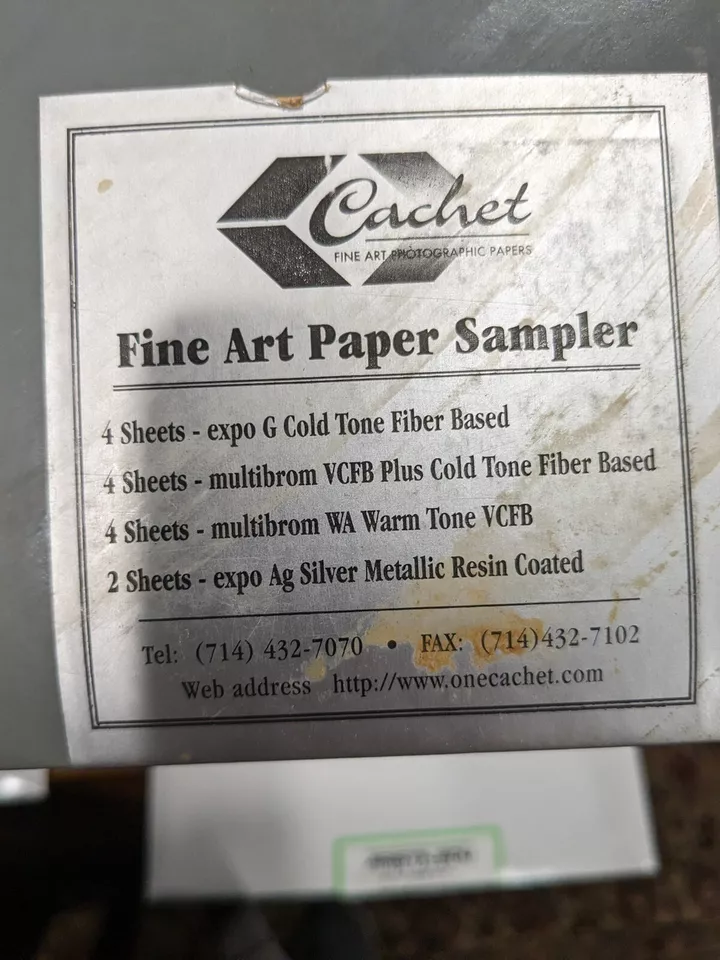 Cachet
FINE ART PHOTOGRAPHIC PAPERS
Fine Art Paper Sampler
4 Sheets - expo G Cold Tone Fiber Based
4 Sheets - multibrom VCFB Plus Cold Tone Fiber Based
4 Sheets - multibrom WA Warm Tone VCFB
2 Sheets - expo Ag Silver Metallic Resin Coated
Tel: (714) 432-7070 • FAX: (714)432-7102
Web address http://www.onecachet.com